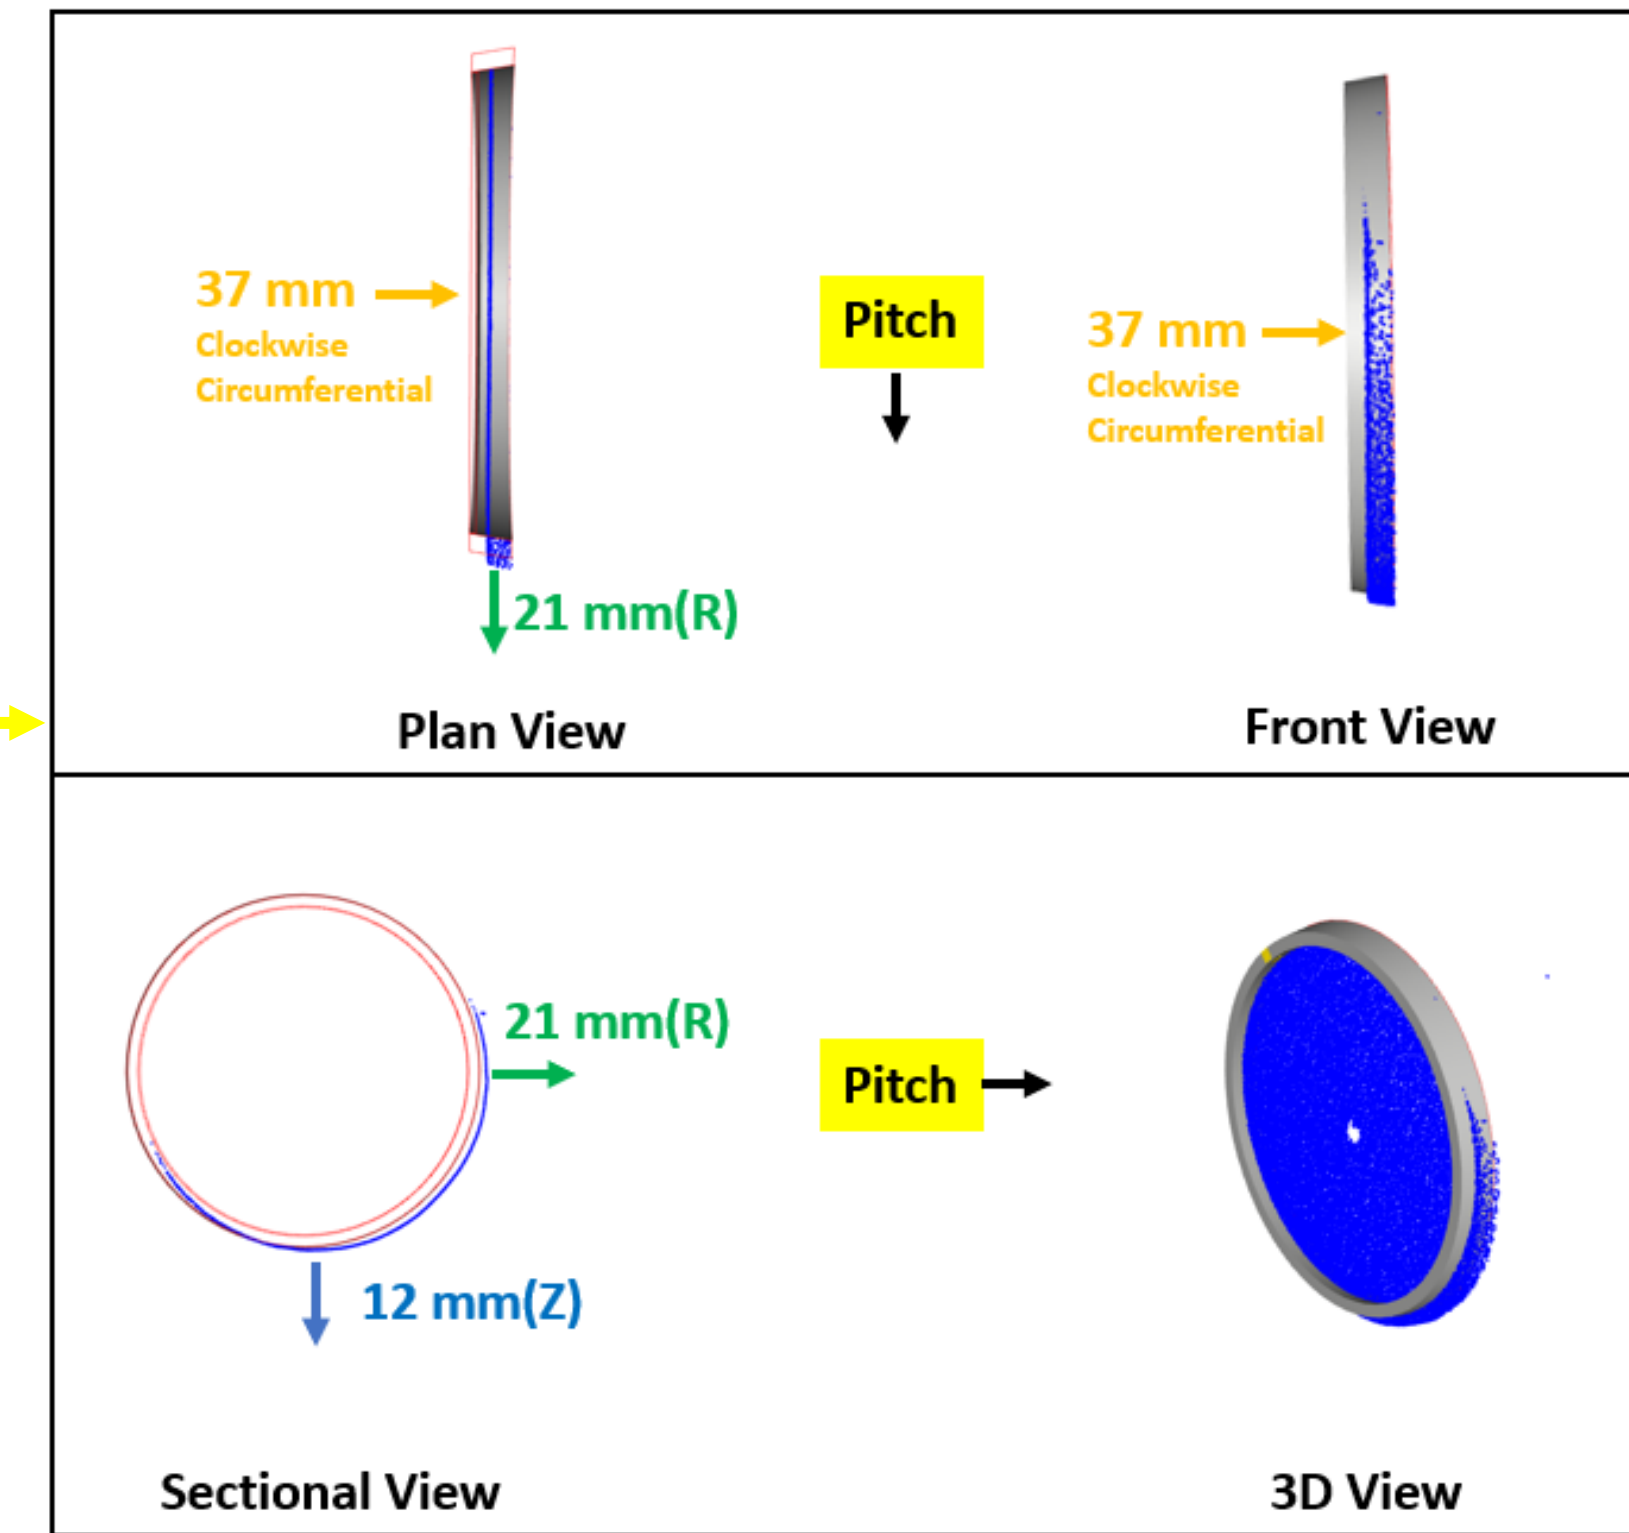 37 mm
Clockwise
Circumferential
21 mm(R)
Plan View
Pitch
37 mm
Clockwise
Circumferential
Front View
21 mm(R)
12 mm(Z)
Sectional View
Pitch
3D View